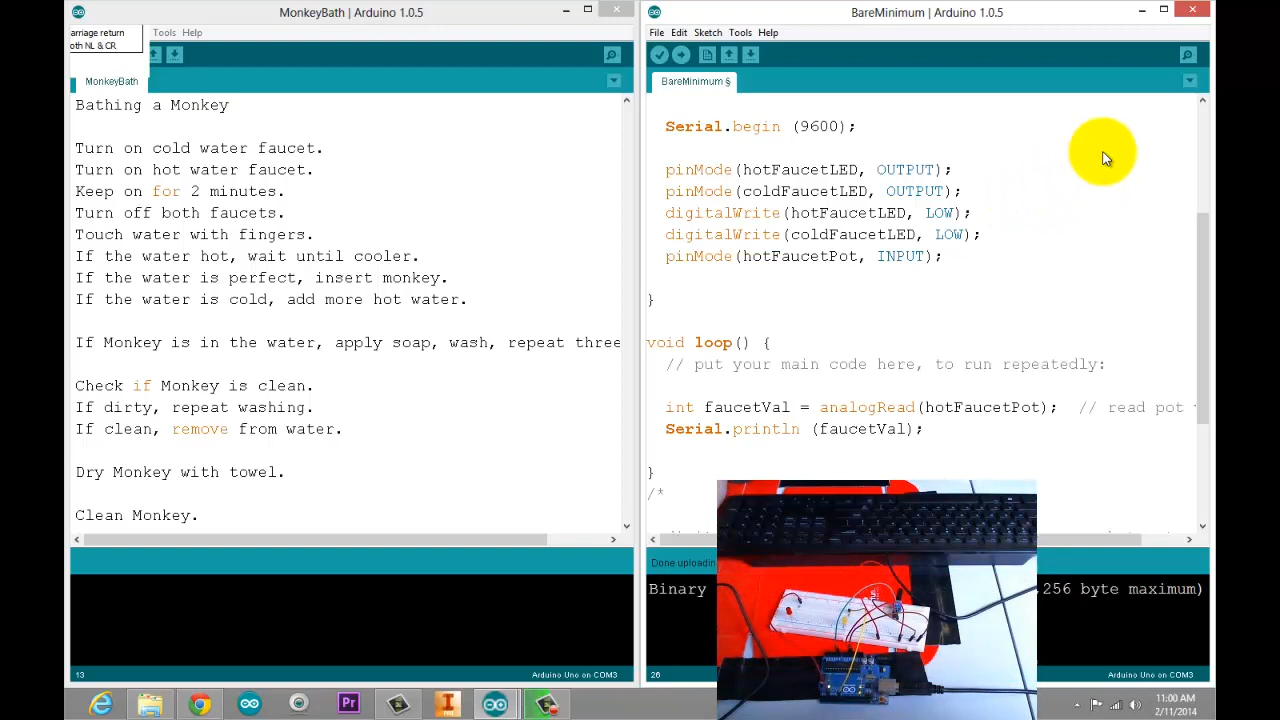 MonkeyBath | Arduino 1.0.5
arriage return
oth NL & CR
Tools Help
MonkeyBath
Bathing a Monkey
Turn on cold water faucet.
Turn on hot water faucet.
Keep on for 2 minutes.
Turn off both faucets.
Touch water with fingers.
If the water hot, wait until cooler.
If the water is perfect, insert monkey.
If the water is cold, add more hot water.
If Monkey is in the water, apply soap, wash, repeat three
Check if Monkey is clean.
If dirty, repeat washing.
If clean, remove from water.
Dry Monkey with towel.
Clean Monkey.
13
Arduino Uno on COM3
BareMinimum | Arduino 1.0.5
File Edit Sketch Tools Help
BareMinimum §
Serial.begin (9600);
pinMode(hotFaucetLED, OUTPUT);
pinMode(coldFaucetLED, OUTPUT);
digitalWrite(hotFaucetLED, LOW);
digitalWrite(coldFaucetLED, LOW);
pinMode(hotFaucetPot, INPUT);
}
void loop() {
// put your main code here, to run repeatedly:
int faucetVal = analogRead(hotFaucetPot); // read pot
Serial.println (faucetVal);
}
/*
Done uploadin
Binary
,256 byte maximum)
26
Arduino Uno on COM3
Pr
11:00 AM
2/11/2014